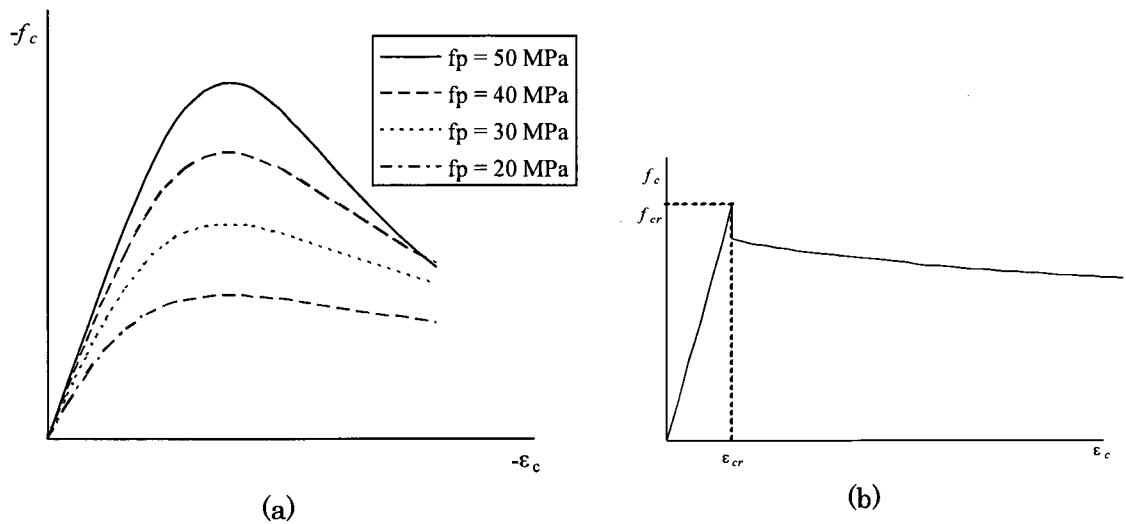 -fc
fp = 50 MPa
fp = 40 MPa
fp = 30 MPa
fp = 20 MPa
-εc
(a)
fc
fcr
εcr
εc
(b)